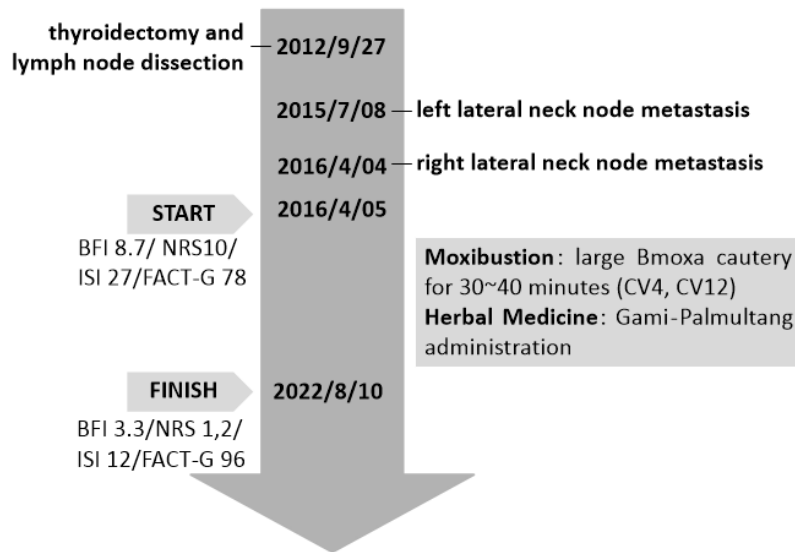 thyroidectomy and
lymph node dissection
2012/9/27
2015/7/08
left lateral neck node metastasis
2016/4/04
right lateral neck node metastasis
START
2016/4/05
BFI 8.7/ NRS10/
ISI 27/FACT-G 78
Moxibustion: large Bmoxa cautery
for 30~40 minutes (CV4, CV12)
Herbal Medicine: Gami-Palmultang
administration
FINISH
2022/8/10
BFI 3.3/NRS 1,2/
ISI 12/FACT-G 96